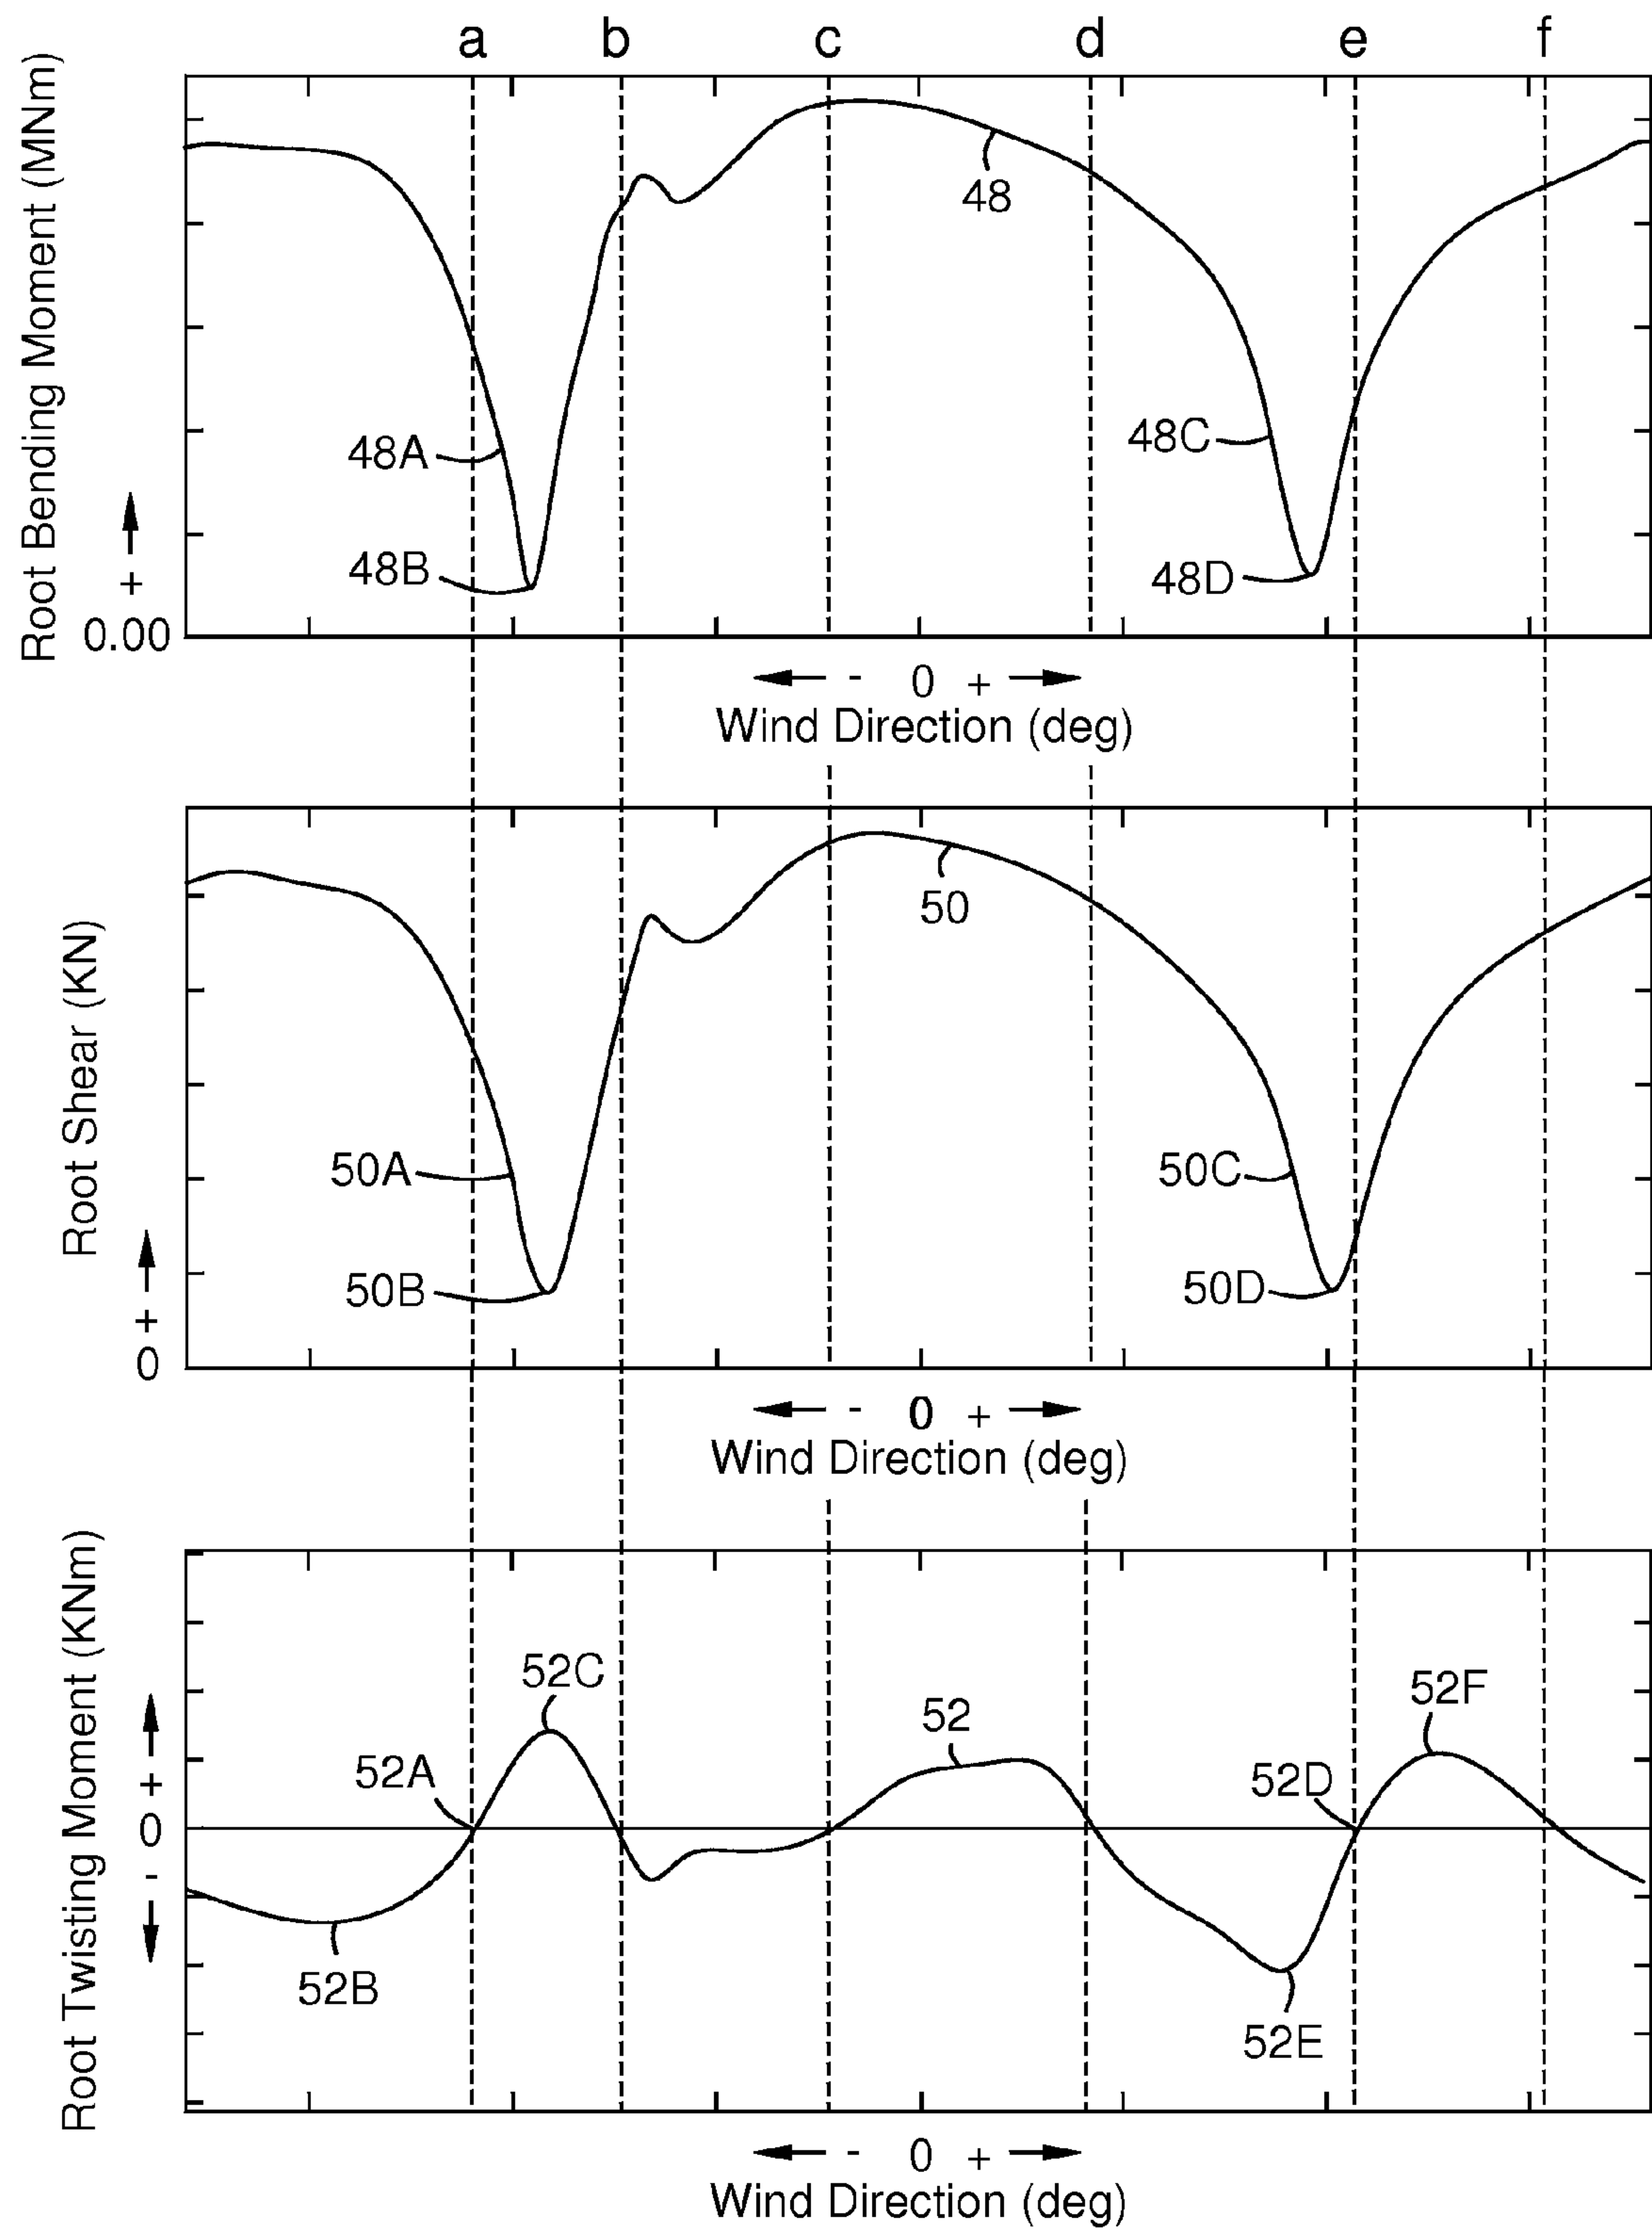 a b c d e f
Root Bending Moment (MNm)
+
0.00
48
48A
48B
48C
48D
- 0 +
Wind Direction (deg)
Root Shear (KN)
+
0
50
50A
50B
50C
50D
- 0 +
Wind Direction (deg)
Root Twisting Moment (KNm)
+
0
-
52C
52
52F
52A
52D
52B
52E
- 0 +
Wind Direction (deg)